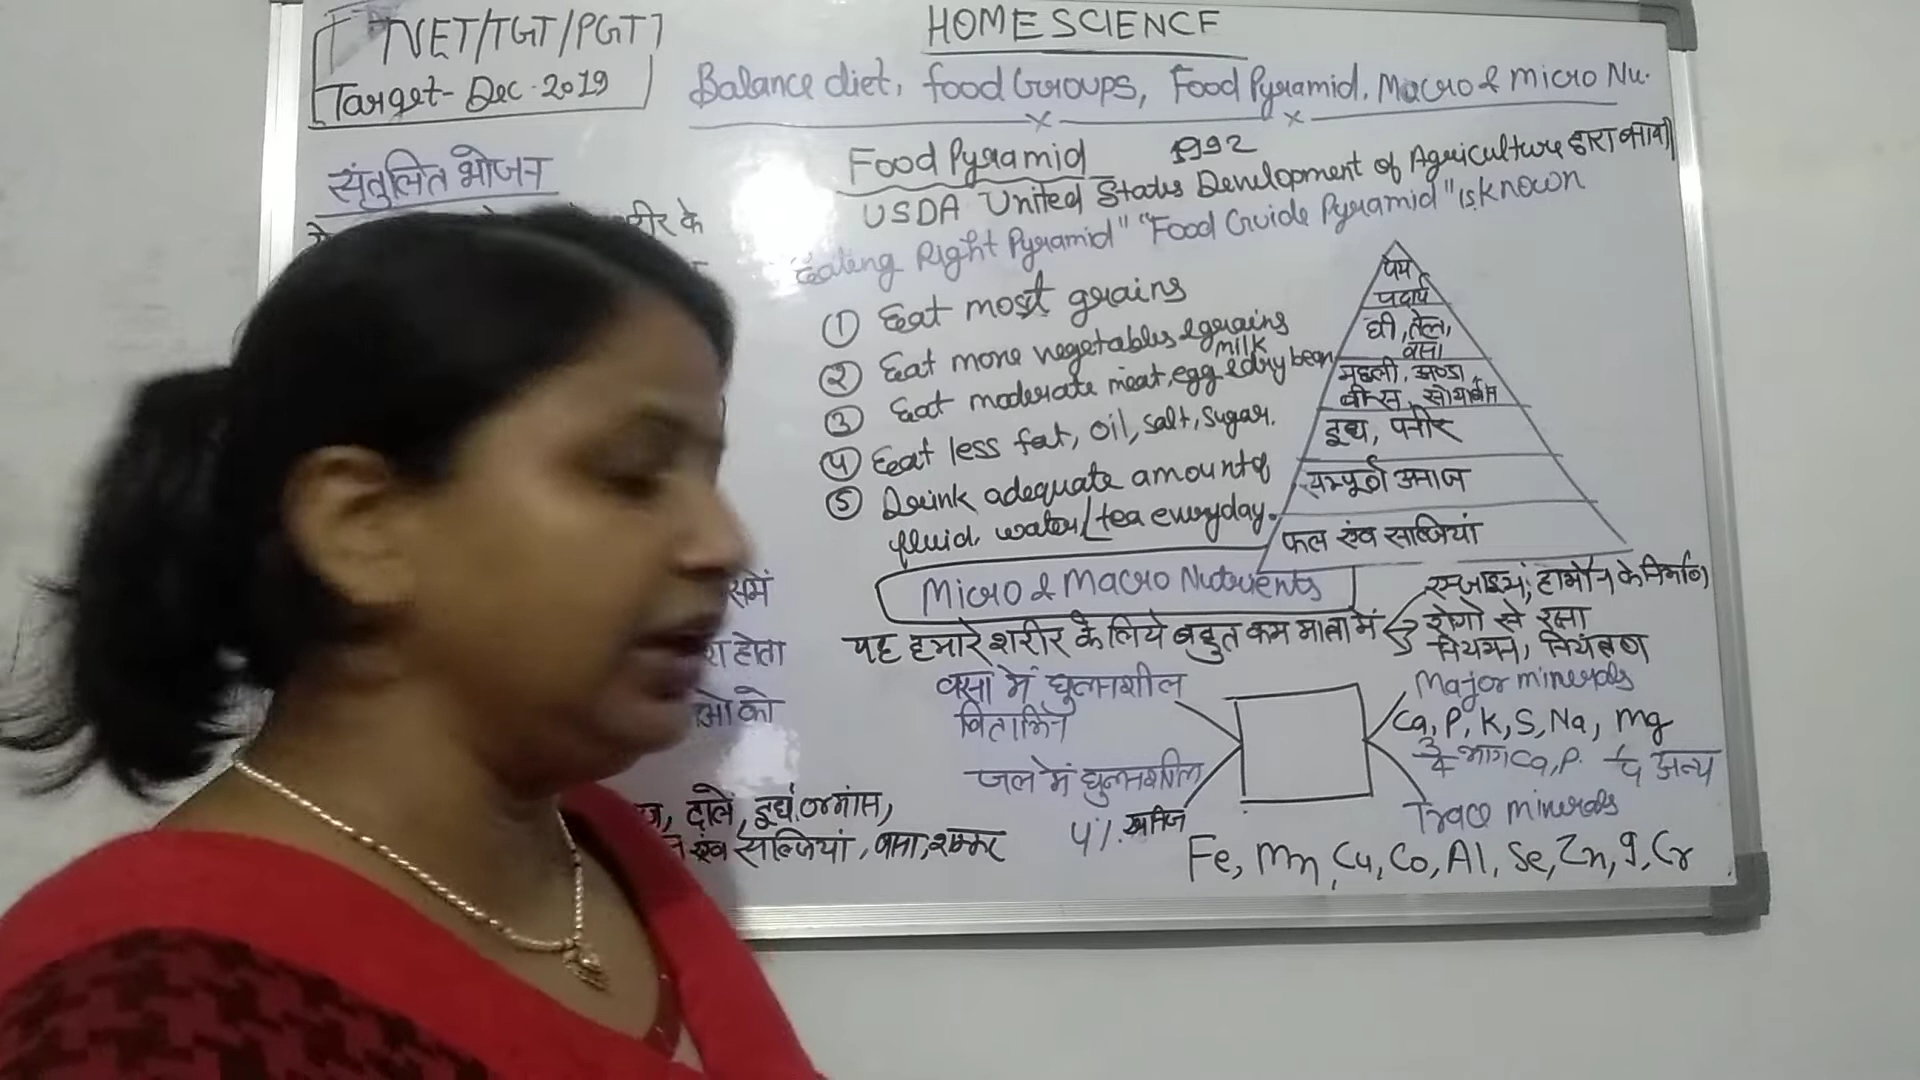 NET/TGT/PGT
Target- Dec. 2019
HOME SCIENCE
Balance diet, food Groups, Food Pyramid, Macro & micro Nu.
संतुलित भोजन
शरीर के
समें
होता
ओ को
दालें, दूध, मांस,
एंव सब्जियां, वसा, शक्कर
Food Pyramid 1992
USDA United States Development of Agriculture द्वारा
Eating Right Pyramid" "Food Guide Pyramid" is known
① Eat most grains
② Eat more vegetables & grains
③ Eat moderate meat, egg milk & dry bean
④ Eat less fat, oil, salt, sugar.
⑤ Drink adequate amount of
fluid, water/tea everyday.
पेय
पदार्थ
घी, तेल,
वसा
मछली, अण्डा
बीन्स, सोयाबीन
दूध, पनीर
सम्पूर्ण अनाज
फल एंव सब्जियां
Micro & Macro Nutrients
यह हमारे शरीर के लिये बहुत कम मात्रा में
एन्जाइम, हार्मोन के निर्माण
रोगो से रक्षा
नियमन, नियंत्रण
वसा में घुलनशील
विटामिन
जल में घुलनशील
4% खनिज
Major minerals
Ca, P, K, S, Na, Mg
3/4 भाग Ca, P. 1/4 अन्य
Trace minerals
Fe, Mn, Cu, Co, Al, Se, Zn, I, Cr